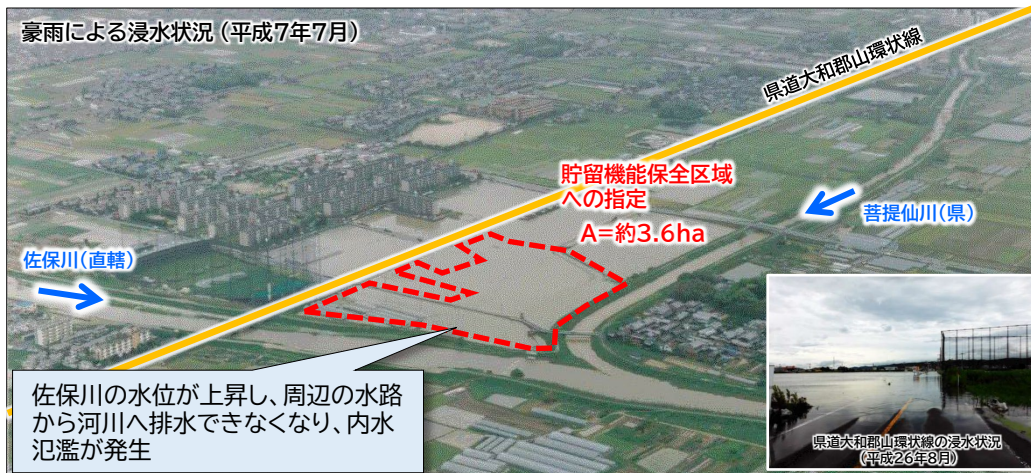 豪雨による浸水状況（平成7年7月）
県道大和郡山環状線
貯留機能保全区域
への指定
A=約3.6ha
菩提仙川（県）
佐保川（直轄）
佐保川の水位が上昇し、周辺の水路
から河川へ排水できなくなり、内水
氾濫が発生
県道大和郡山環状線の浸水状況
（平成26年8月）